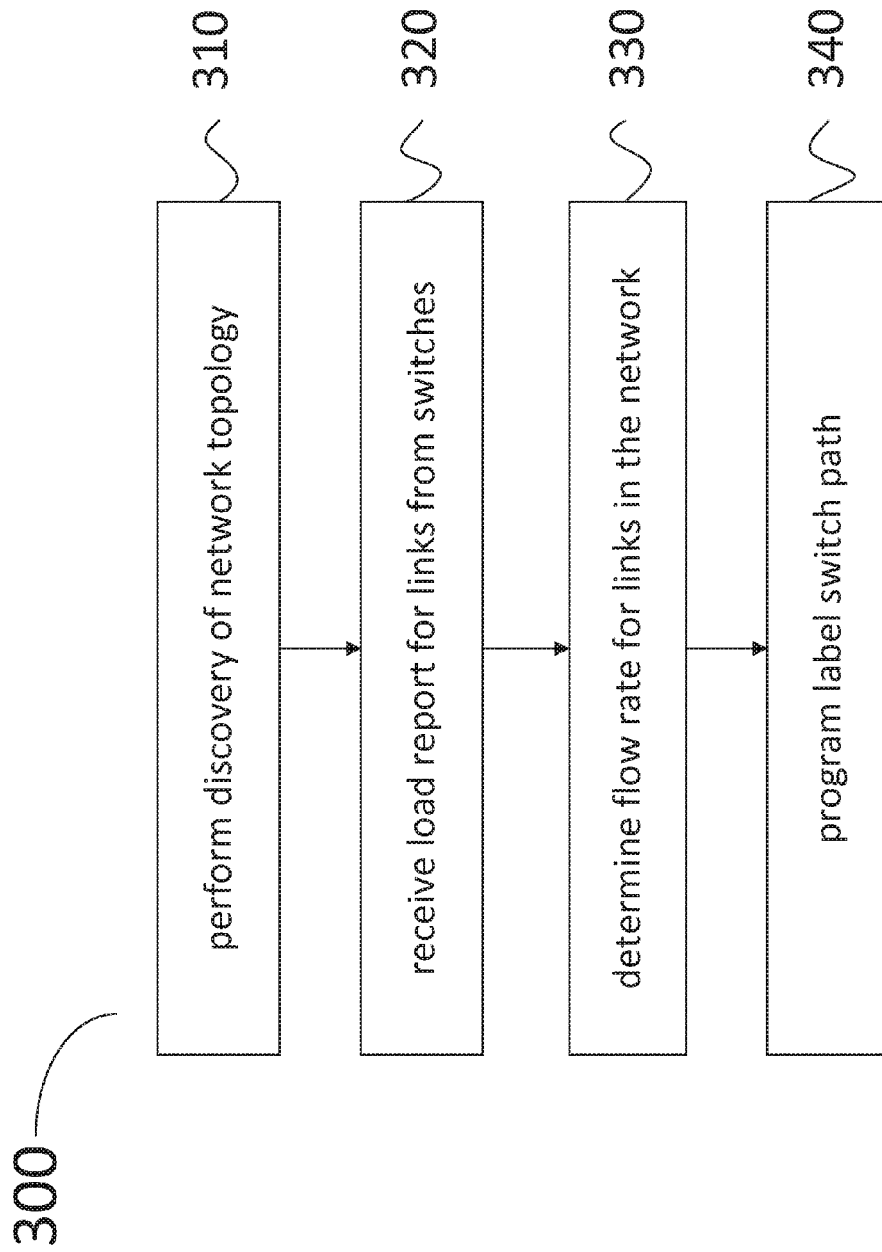 300
perform discovery of network topology
310
receive load report for links from switches
320
determine flow rate for links in the network
330
program label switch path
340